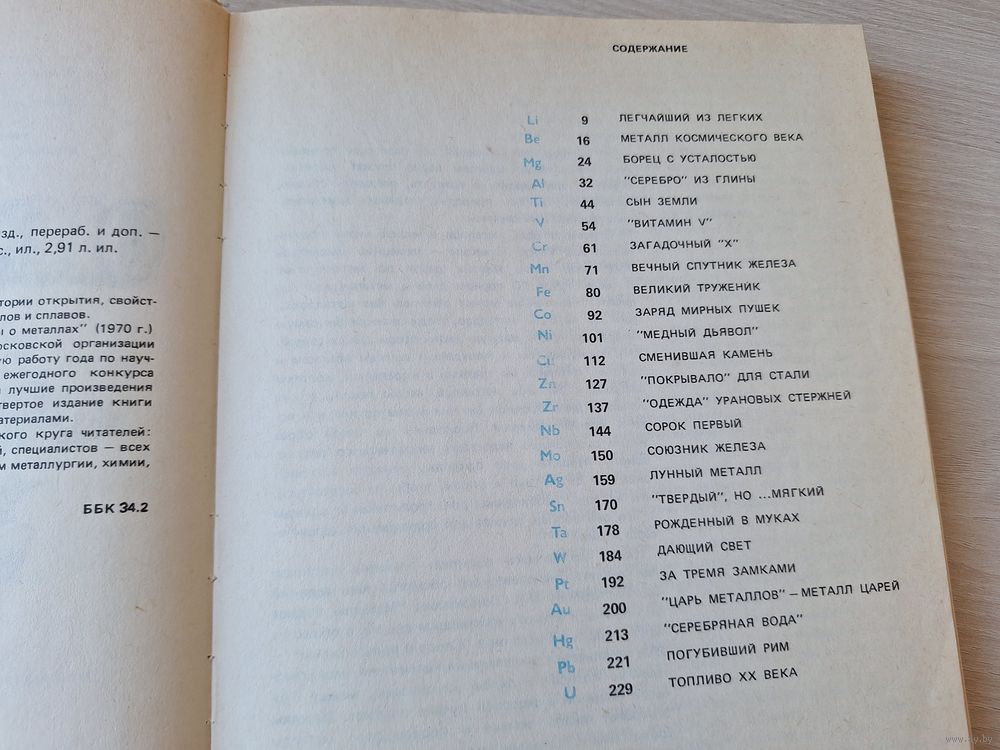 зд., перераб. и доп. —
с., ил., 2,91 л. ил.
тории открытия, свойст-
лов и сплавов.
ы о металлах" (1970 г.)
осковской организации
ую работу года по науч-
ежегодного конкурса
лучшие произведения
твертое издание книги
атериалами.
кого круга читателей:
й, специалистов — всех
м металлургии, химии,
ББК 34.2
СОДЕРЖАНИЕ
Li 9 ЛЕГЧАЙШИЙ ИЗ ЛЕГКИХ
Be 16 МЕТАЛЛ КОСМИЧЕСКОГО ВЕКА
Mg 24 БОРЕЦ С УСТАЛОСТЬЮ
Al 32 "СЕРЕБРО" ИЗ ГЛИНЫ
Ti 44 СЫН ЗЕМЛИ
V 54 "ВИТАМИН V"
Cr 61 ЗАГАДОЧНЫЙ "X"
Mn 71 ВЕЧНЫЙ СПУТНИК ЖЕЛЕЗА
Fe 80 ВЕЛИКИЙ ТРУЖЕНИК
Co 92 ЗАРЯД МИРНЫХ ПУШЕК
Ni 101 "МЕДНЫЙ ДЬЯВОЛ"
Cu 112 СМЕНИВШАЯ КАМЕНЬ
Zn 127 "ПОКРЫВАЛО" ДЛЯ СТАЛИ
Zr 137 "ОДЕЖДА" УРАНОВЫХ СТЕРЖНЕЙ
Nb 144 СОРОК ПЕРВЫЙ
Mo 150 СОЮЗНИК ЖЕЛЕЗА
Ag 159 ЛУННЫЙ МЕТАЛЛ
Sn 170 "ТВЕРДЫЙ", НО ...МЯГКИЙ
Ta 178 РОЖДЕННЫЙ В МУКАХ
W 184 ДАЮЩИЙ СВЕТ
Pt 192 ЗА ТРЕМЯ ЗАМКАМИ
Au 200 "ЦАРЬ МЕТАЛЛОВ" — МЕТАЛЛ ЦАРЕЙ
Hg 213 "СЕРЕБРЯНАЯ ВОДА"
Pb 221 ПОГУБИВШИЙ РИМ
U 229 ТОПЛИВО XX ВЕКА